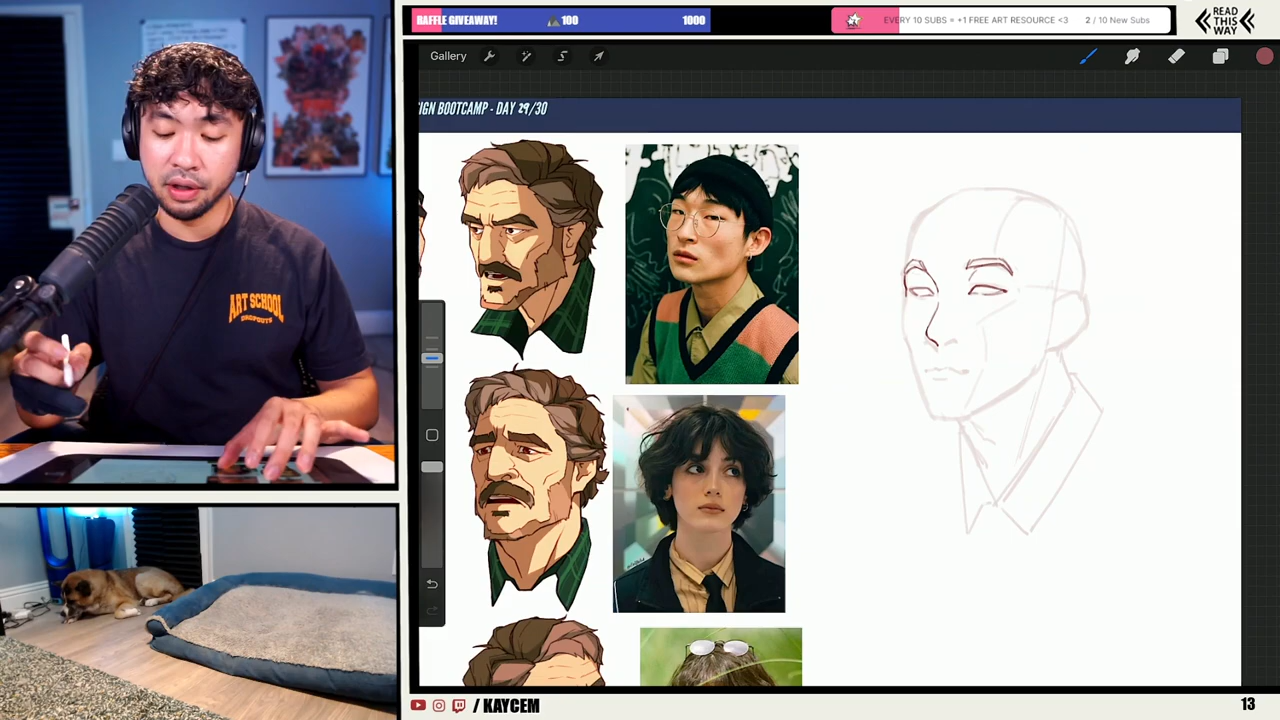 RAFFLE GIVEAWAY! 100 1000
EVERY 10 SUBS = +1 FREE ART RESOURCE <3 2 / 10 New Subs
READ
THIS
WAY
Gallery
IGN BOOTCAMP - DAY 29/30
ART SCHOOL
DROPOUTS
/ KAYCEM
13